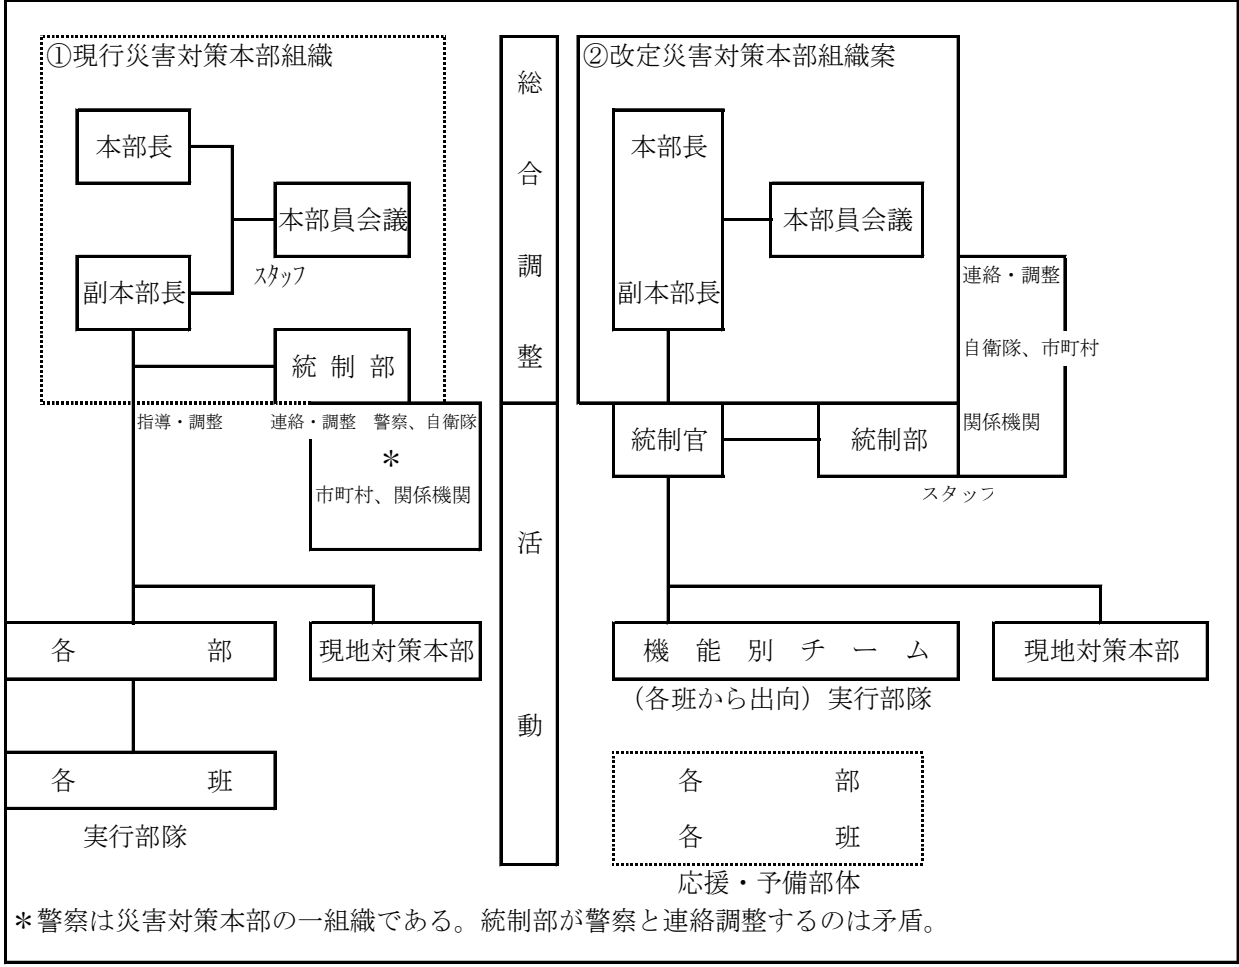 ①現行災害対策本部組織
本部長
本部員会議
スタッフ
副本部長
統 制 部
指導・調整
連絡・調整 警察、自衛隊
＊
市町村、関係機関
各 部
現地対策本部
各 班
実行部隊
総
合
調
整
活
動
②改定災害対策本部組織案
本部長
本部員会議
副本部長
連絡・調整
自衛隊、市町村
関係機関
統制官
統制部
スタッフ
機 能 別 チ ー ム
現地対策本部
（各班から出向）実行部隊
各 部
各 班
応援・予備部体
＊警察は災害対策本部の一組織である。統制部が警察と連絡調整するのは矛盾。